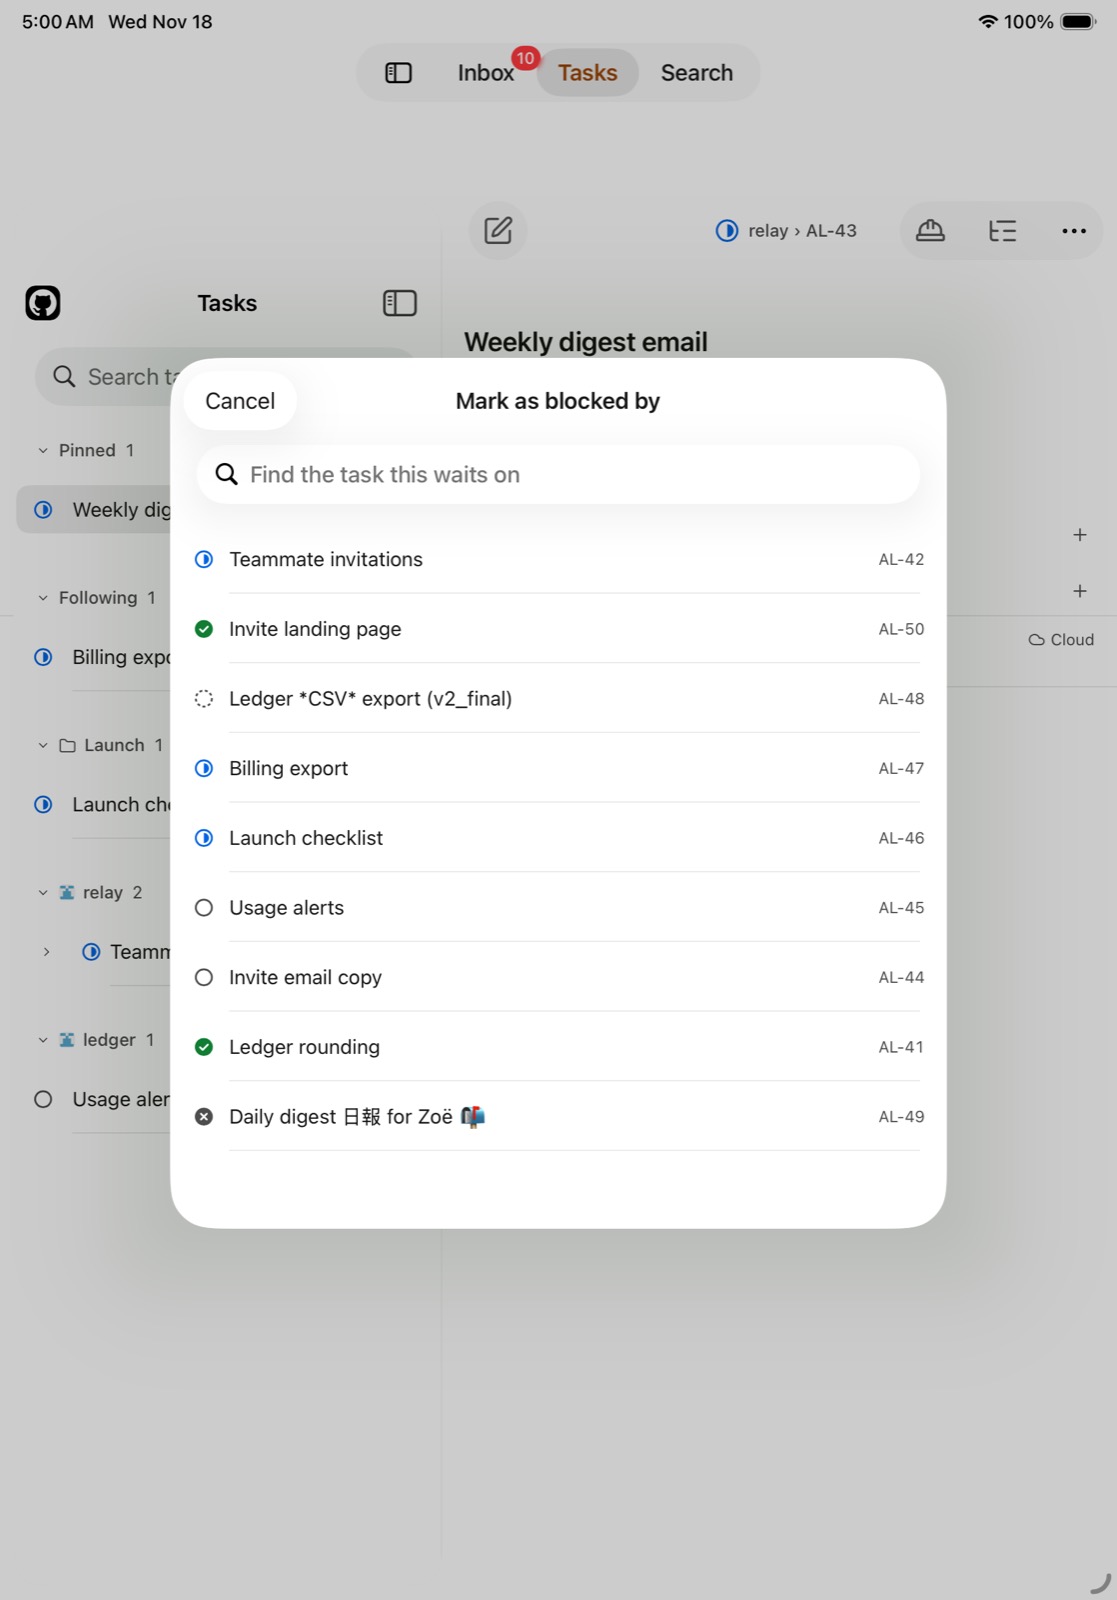 5:00 AM Wed Nov 18
100%
Inbox 10
Tasks
Search
relay › AL-43
Tasks
Weekly digest email
Search
Cancel
Mark as blocked by
Find the task this waits on
Pinned 1
Weekly dig
Following 1
Billing expo
Cloud
Launch 1
Launch che
relay 2
Teamm
ledger 1
Usage aler
Teammate invitations AL-42
Invite landing page AL-50
Ledger *CSV* export (v2_final) AL-48
Billing export AL-47
Launch checklist AL-46
Usage alerts AL-45
Invite email copy AL-44
Ledger rounding AL-41
Daily digest 日報 for Zoë 📬 AL-49